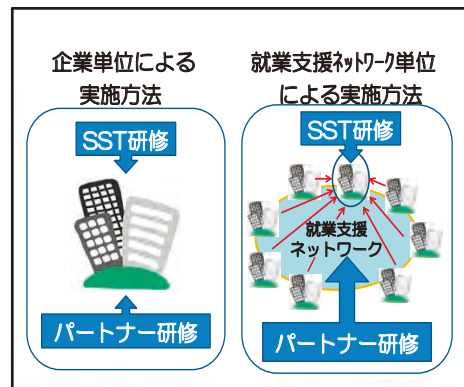 企業単位による
実施方法
SST研修
パートナー研修
就業支援ﾈｯﾄﾜｰｸ単位
による実施方法
SST研修
就業支援
ネットワーク
パートナー研修